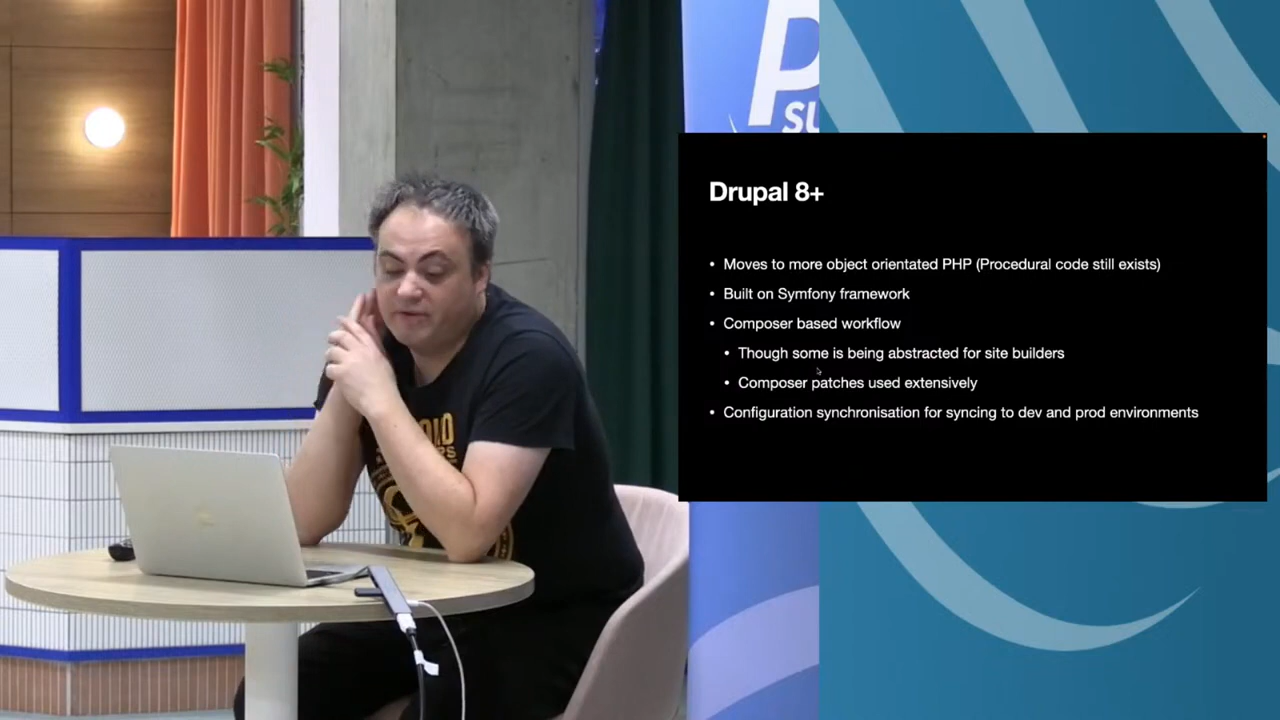 P
SU
Drupal 8+
• Moves to more object orientated PHP (Procedural code still exists)
• Built on Symfony framework
• Composer based workflow
• Though some is being abstracted for site builders
• Composer patches used extensively
• Configuration synchronisation for syncing to dev and prod environments